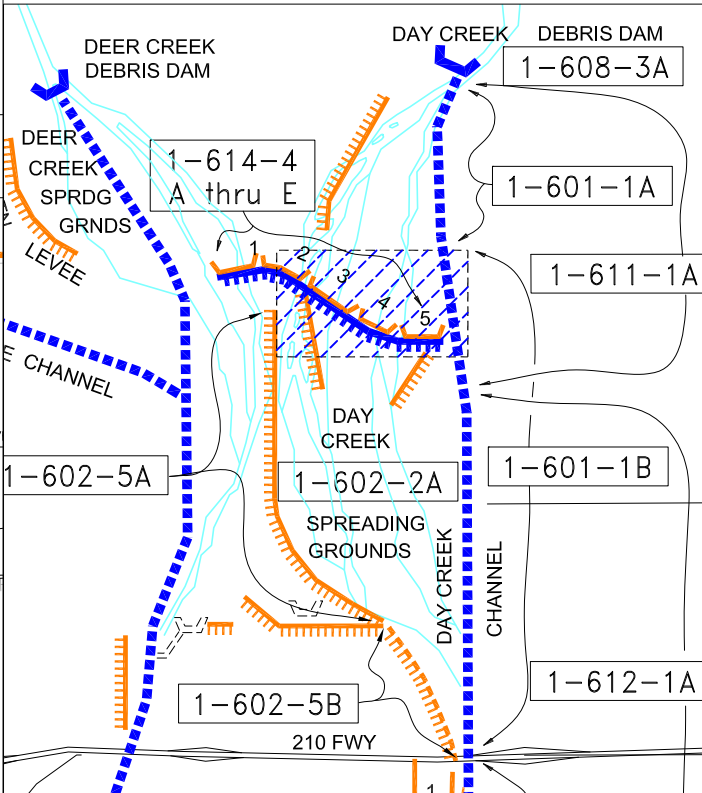 DEER CREEK
DEBRIS DAM
DAY CREEK DEBRIS DAM
1-608-3A
DEER
CREEK
SPRDG
GRNDS
LEVEE
1-614-4
A thru E
1-601-1A
1
2
3
4
5
1-611-1A
E CHANNEL
DAY
CREEK
1-602-5A
1-602-2A
1-601-1B
SPREADING
GROUNDS
DAY CREEK
CHANNEL
1-602-5B
1-612-1A
210 FWY
1